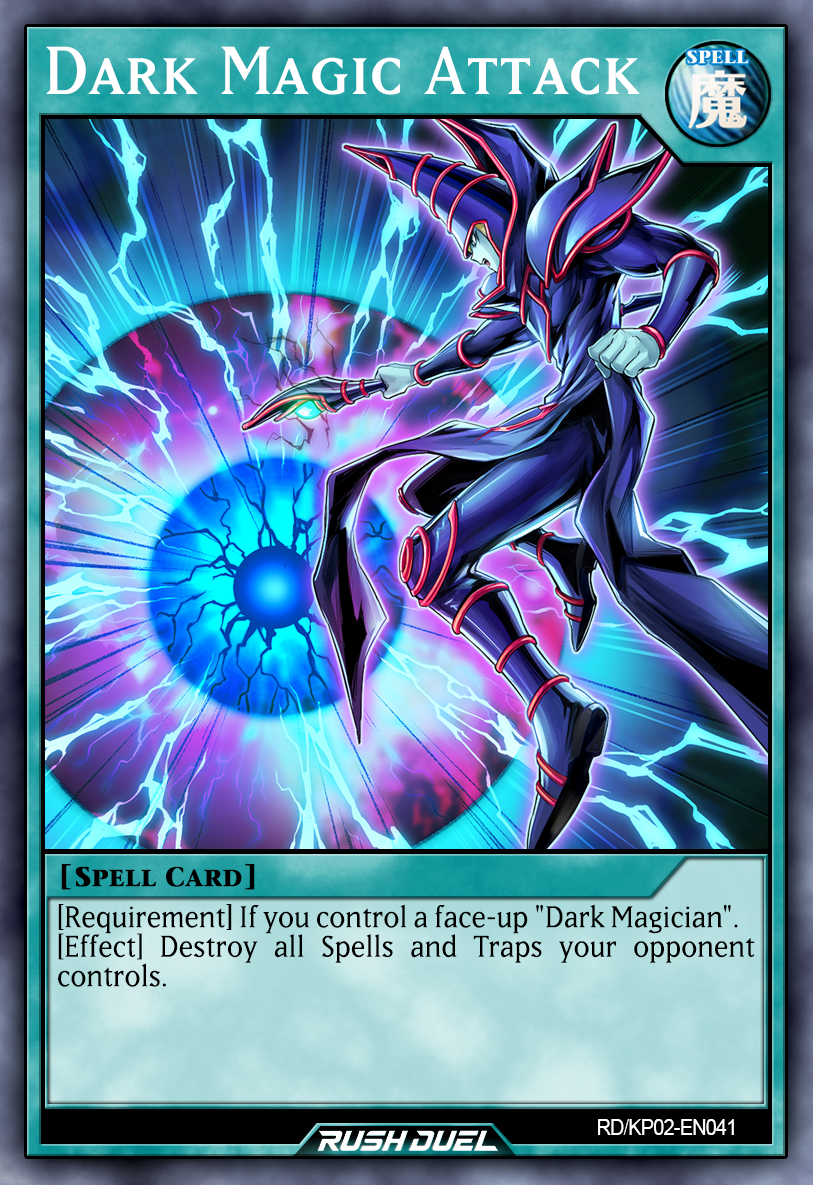 Dark Magic Attack
SPELL
魔
[Spell Card]
[Requirement] If you control a face-up "Dark Magician".
[Effect] Destroy all Spells and Traps your opponent
controls.
RD/KP02-EN041
RUSH DUEL